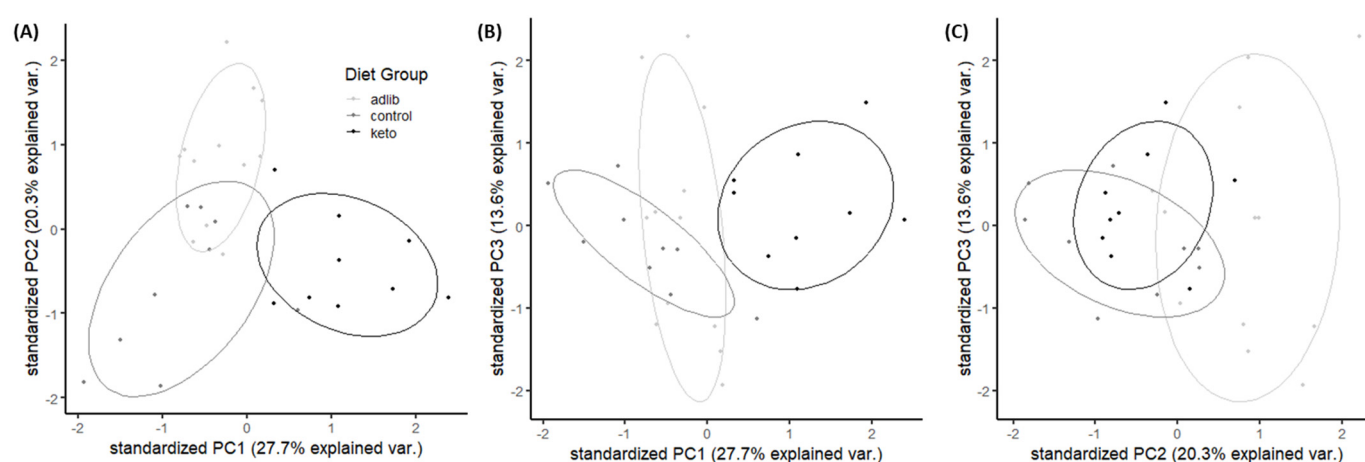 (A)
standardized PC2 (20.3% explained var.)
2
1
0
-1
-2
Diet Group
adlib
control
keto
-2
-1
0
1
2
standardized PC1 (27.7% explained var.)
(B)
standardized PC3 (13.6% explained var.)
2
1
0
-1
-2
-2
-1
0
1
2
standardized PC1 (27.7% explained var.)
(C)
standardized PC3 (13.6% explained var.)
2
1
0
-1
-2
-2
-1
0
1
2
standardized PC2 (20.3% explained var.)